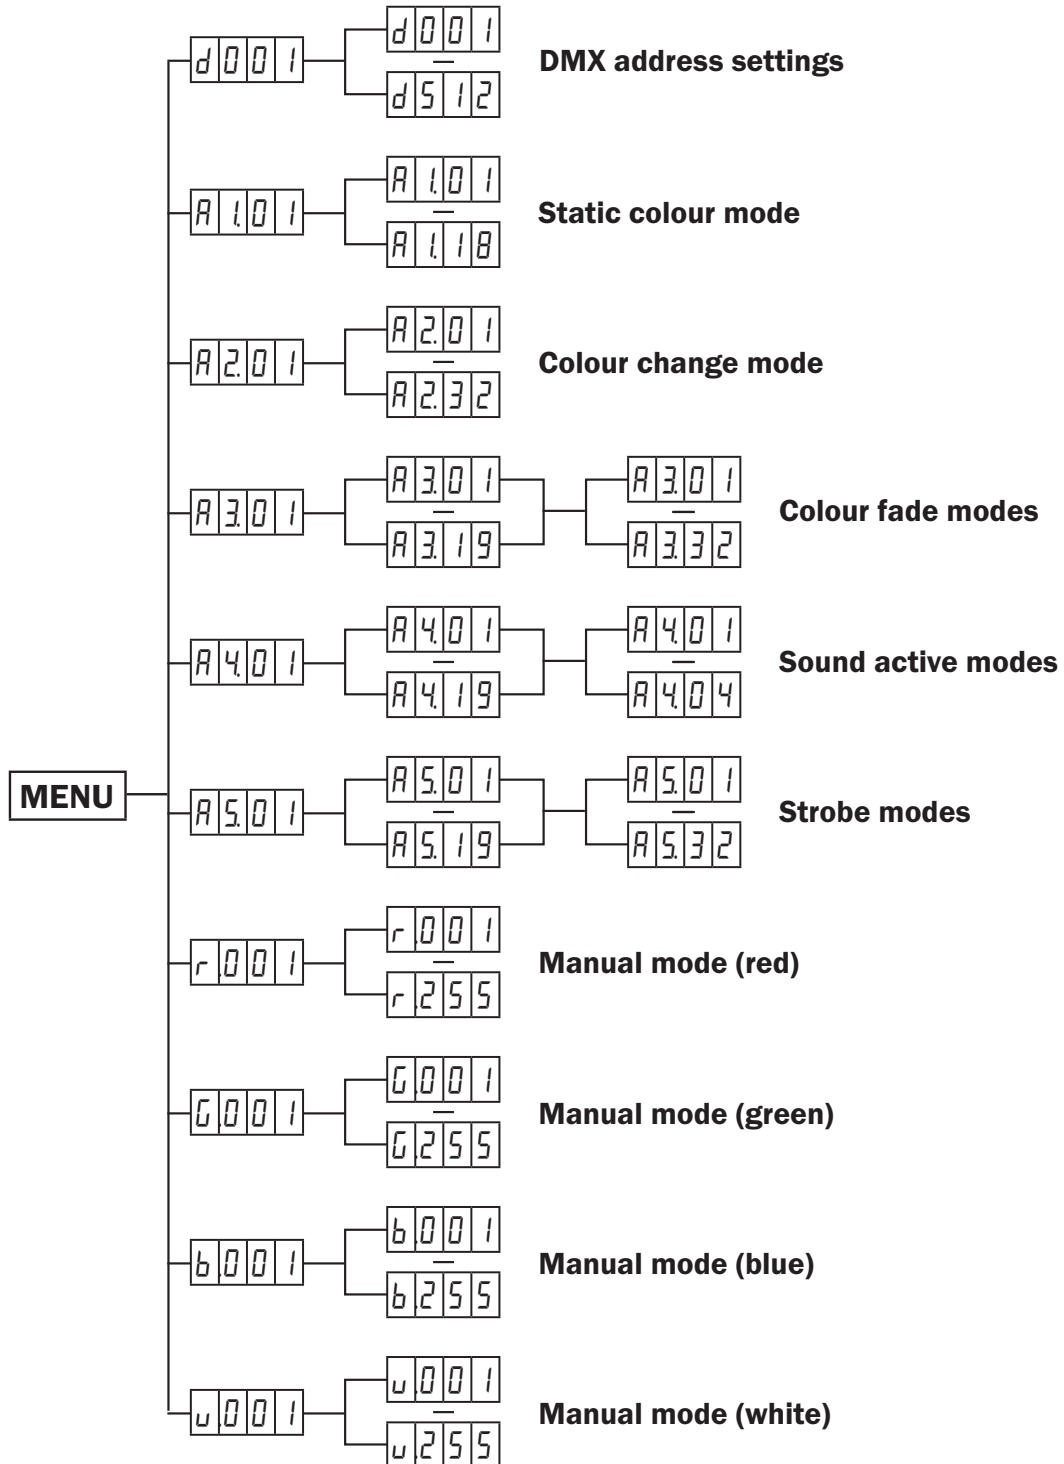 d001
d001
—
d512
DMX address settings
A1.01
A1.01
—
A1.18
Static colour mode
A2.01
A2.01
—
A2.32
Colour change mode
A3.01
A3.01
—
A3.19
A3.01
—
A3.32
Colour fade modes
A4.01
A4.01
—
A4.19
A4.01
—
A4.04
Sound active modes
MENU
A5.01
A5.01
—
A5.19
A5.01
—
A5.32
Strobe modes
r.001
r.001
—
r.255
Manual mode (red)
G.001
G.001
—
G.255
Manual mode (green)
b.001
b.001
—
b.255
Manual mode (blue)
u.001
u.001
—
u.255
Manual mode (white)